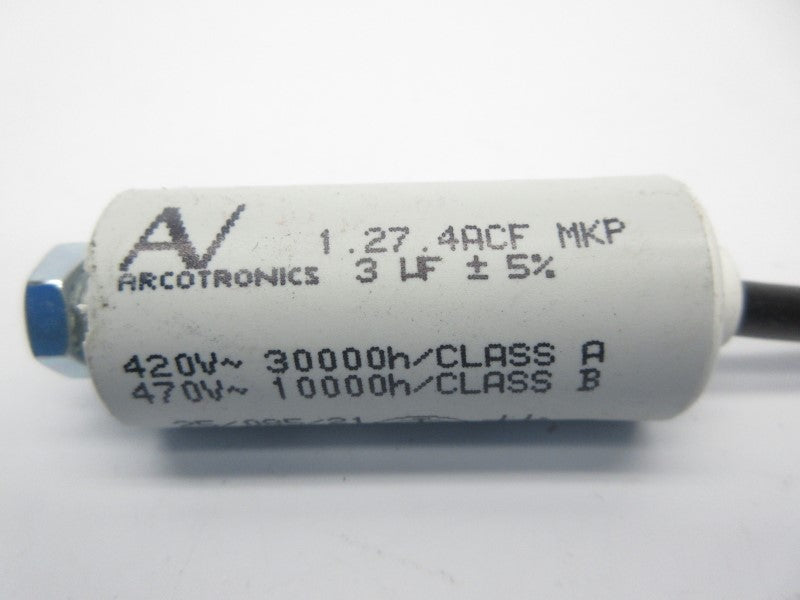 AV
1.27.4ACF MKP
ARCOTRONICS
3 µF ± 5%
420V~ 30000h/CLASS A
470V~ 10000h/CLASS B